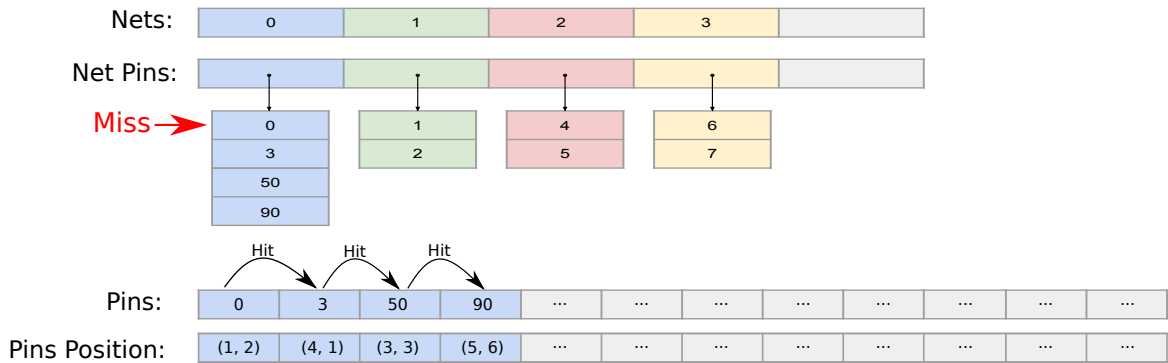 Nets: 0 1 2 3
Net Pins:
Miss 0 1 4 6
3 2 5 7
50
90
Hit Hit Hit
Pins: 0 3 50 90 ... ... ... ... ... ... ... ...
Pins Position: (1, 2) (4, 1) (3, 3) (5, 6) ... ... ... ... ... ... ... ...